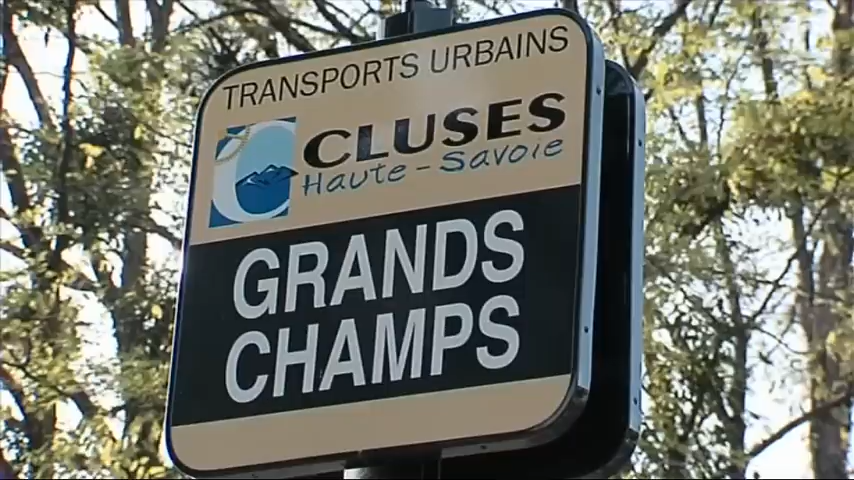 TRANSPORTS URBAINS
CLUSES
Haute-Savoie
GRANDS
CHAMPS